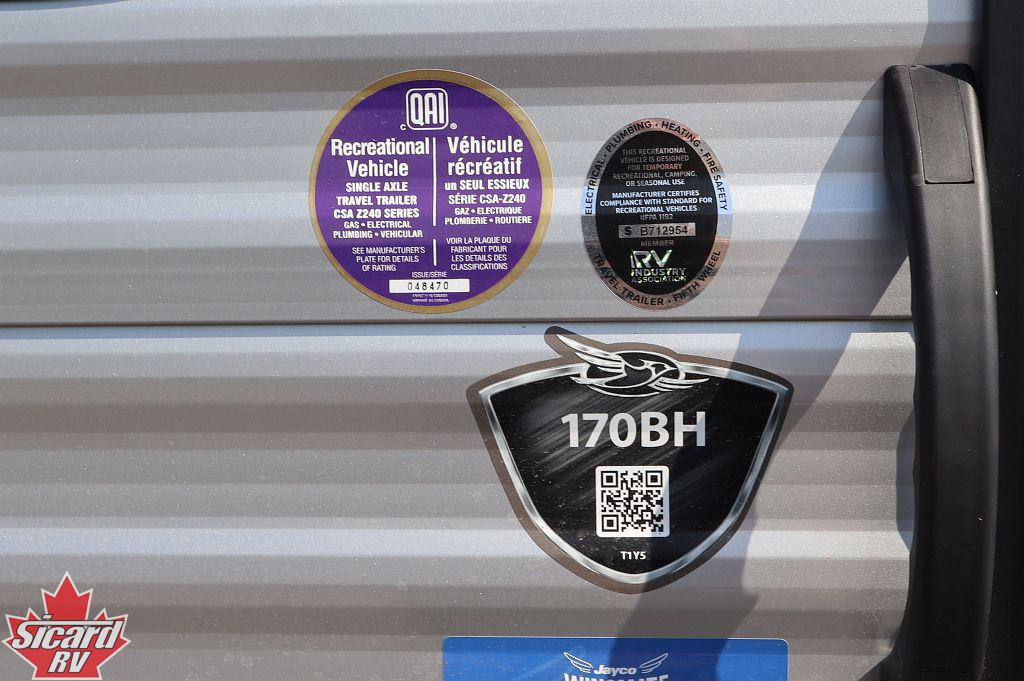 QAI
C ®
Recreational
Vehicle
SINGLE AXLE
TRAVEL TRAILER
CSA Z240 SERIES
GAS • ELECTRICAL
PLUMBING • VEHICULAR
SEE MANUFACTURER'S
PLATE FOR DETAILS
OF RATING
Véhicule
récréatif
un SEUL ESSIEUX
SÉRIE CSA-Z240
GAZ • ELECTRIQUE
PLOMBERIE • ROUTIERE
VOIR LA PLAQUE DU
FABRICANT POUR
LES DETAILS DES
CLASSIFICATIONS
ISSUE/SÉRIE
048470
ELECTRICAL • PLUMBING • HEATING • FIRE SAFETY
THIS RECREATIONAL
VEHICLE IS DESIGNED
FOR TEMPORARY
RECREATIONAL, CAMPING,
OR SEASONAL USE
MANUFACTURER CERTIFIES
COMPLIANCE WITH STANDARD FOR
RECREATIONAL VEHICLES
NFPA 1192
$ B712954
MEMBER
RV
INDUSTRY
ASSOCIATION
TRAVEL TRAILER • FIFTH WHEEL
170BH
T1Y5
Jayco
WINGMATE
Sicard
RV